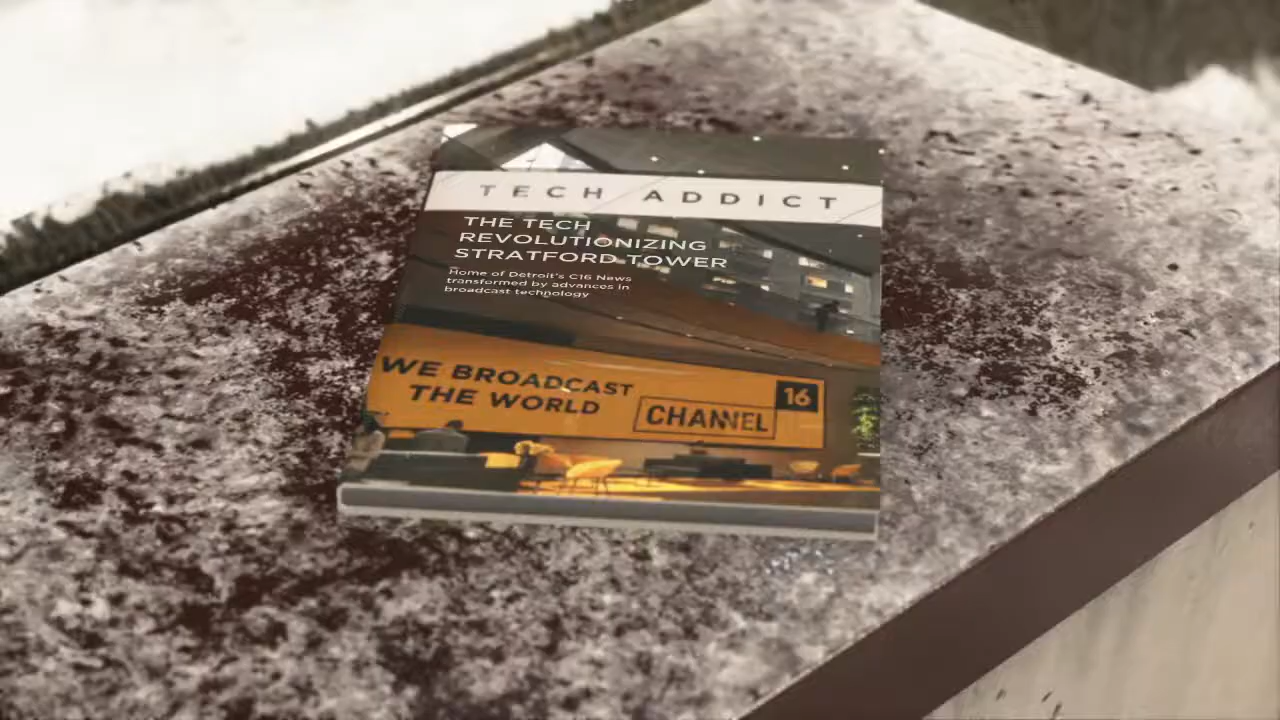 TECH ADDICT
THE TECH
REVOLUTIONIZING
STRATFORD TOWER
Home of Detroit's C16 News
transformed by advances in
broadcast technology
WE BROADCAST
THE WORLD
CHANNEL
16